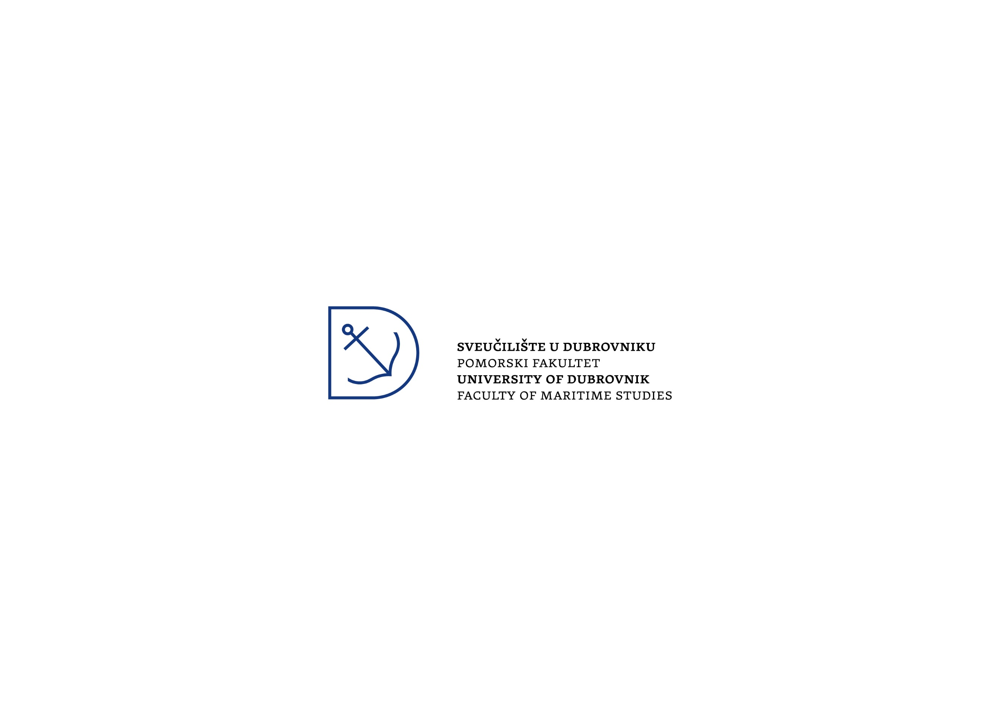 SVEUČILIŠTE U DUBROVNIKU
POMORSKI FAKULTET
UNIVERSITY OF DUBROVNIK
FACULTY OF MARITIME STUDIES